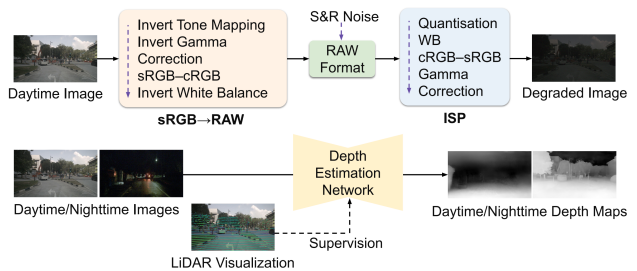 S&R Noise
Invert Tone Mapping
Invert Gamma
Correction
sRGB–cRGB
Invert White Balance
RAW
Format
Quantisation
WB
cRGB–sRGB
Gamma
Correction
Daytime Image
Degraded Image
sRGB→RAW
ISP
Depth
Estimation
Network
Daytime/Nighttime Images
Daytime/Nighttime Depth Maps
Supervision
LiDAR Visualization